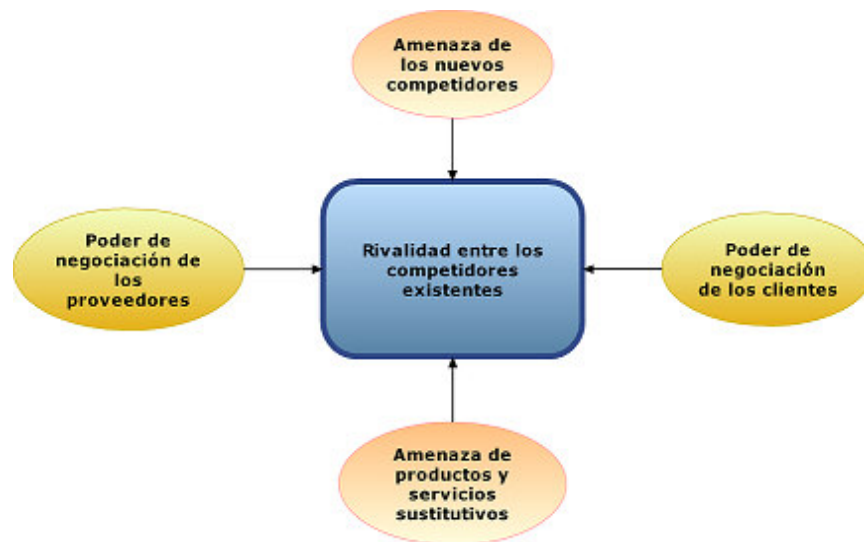 Amenaza de
los nuevos
competidores
Poder de
negociación de
los
proveedores
Rivalidad entre los
competidores
existentes
Poder de
negociación
de los clientes
Amenaza de
productos y
servicios
sustitutivos